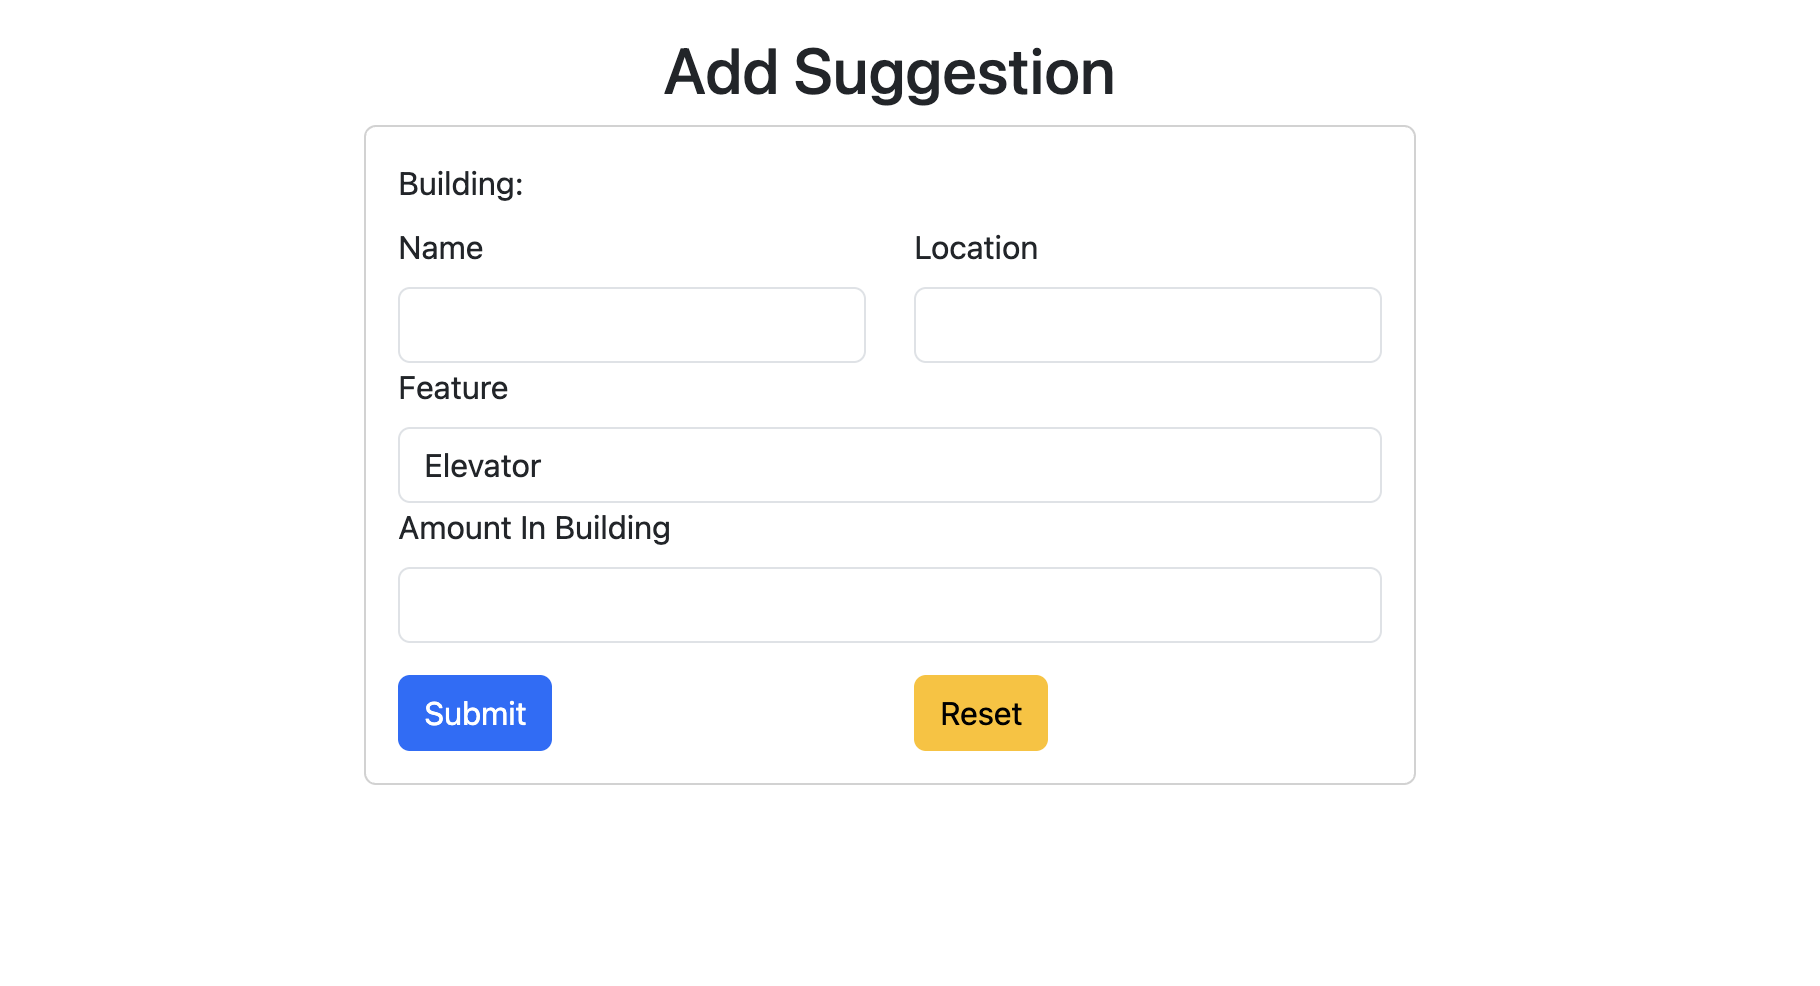 Add Suggestion
Building:
Name
Location
Feature
Elevator
Amount In Building
Submit
Reset